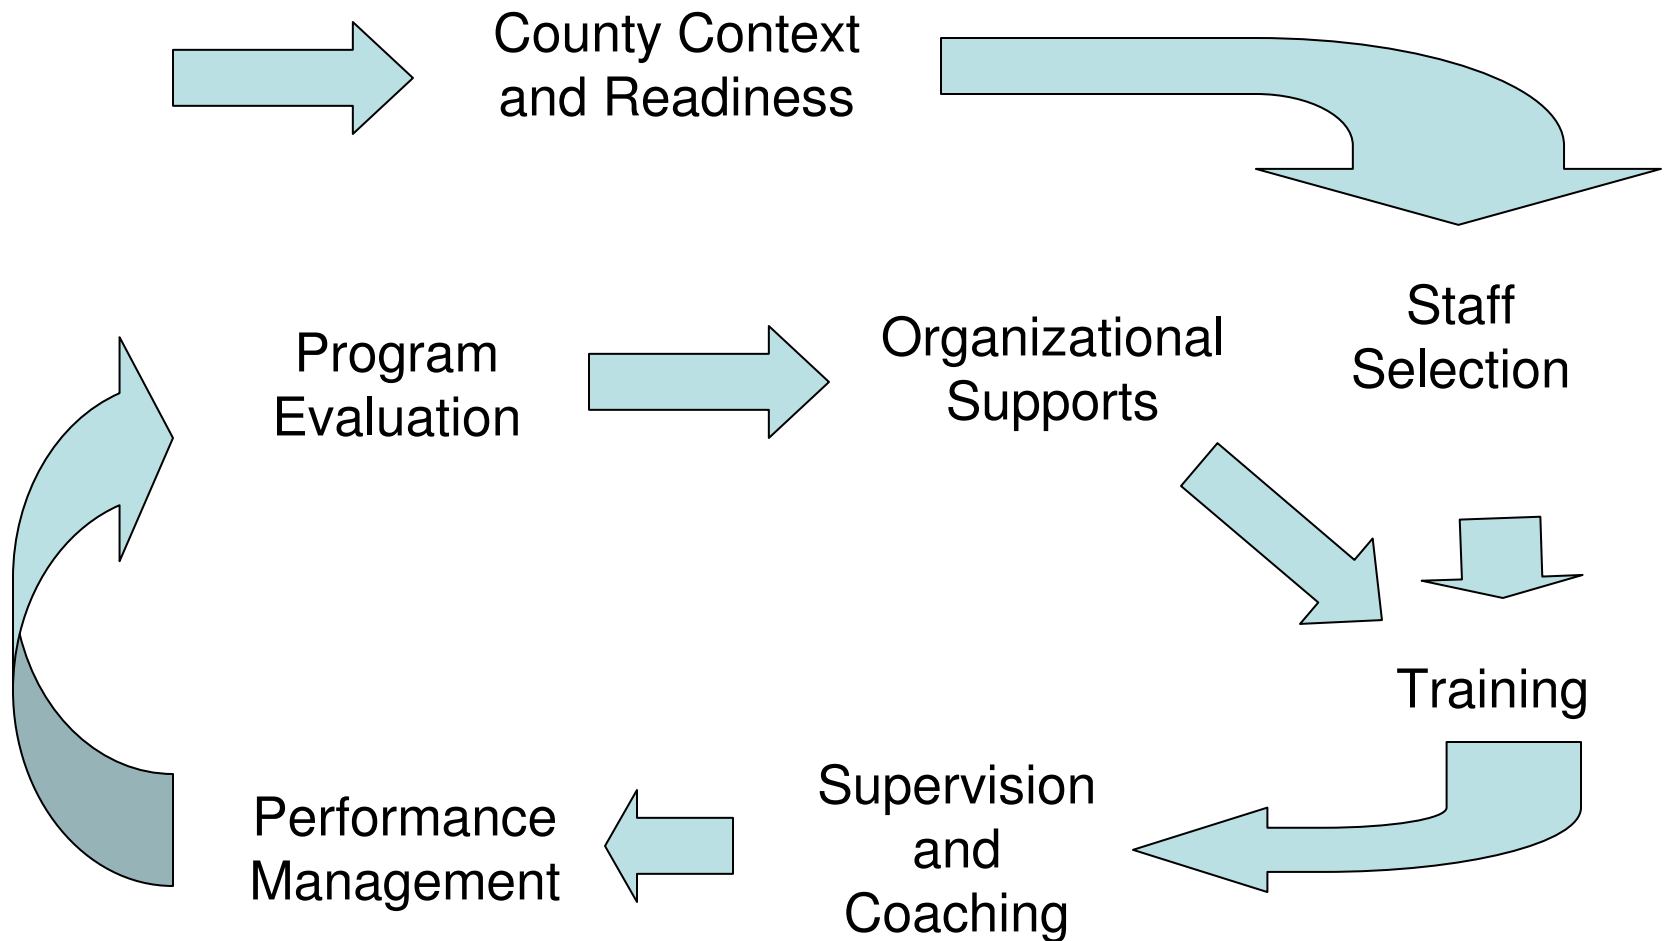 County Context
and Readiness
Program
Evaluation
Organizational
Supports
Staff
Selection
Training
Supervision
and
Coaching
Performance
Management